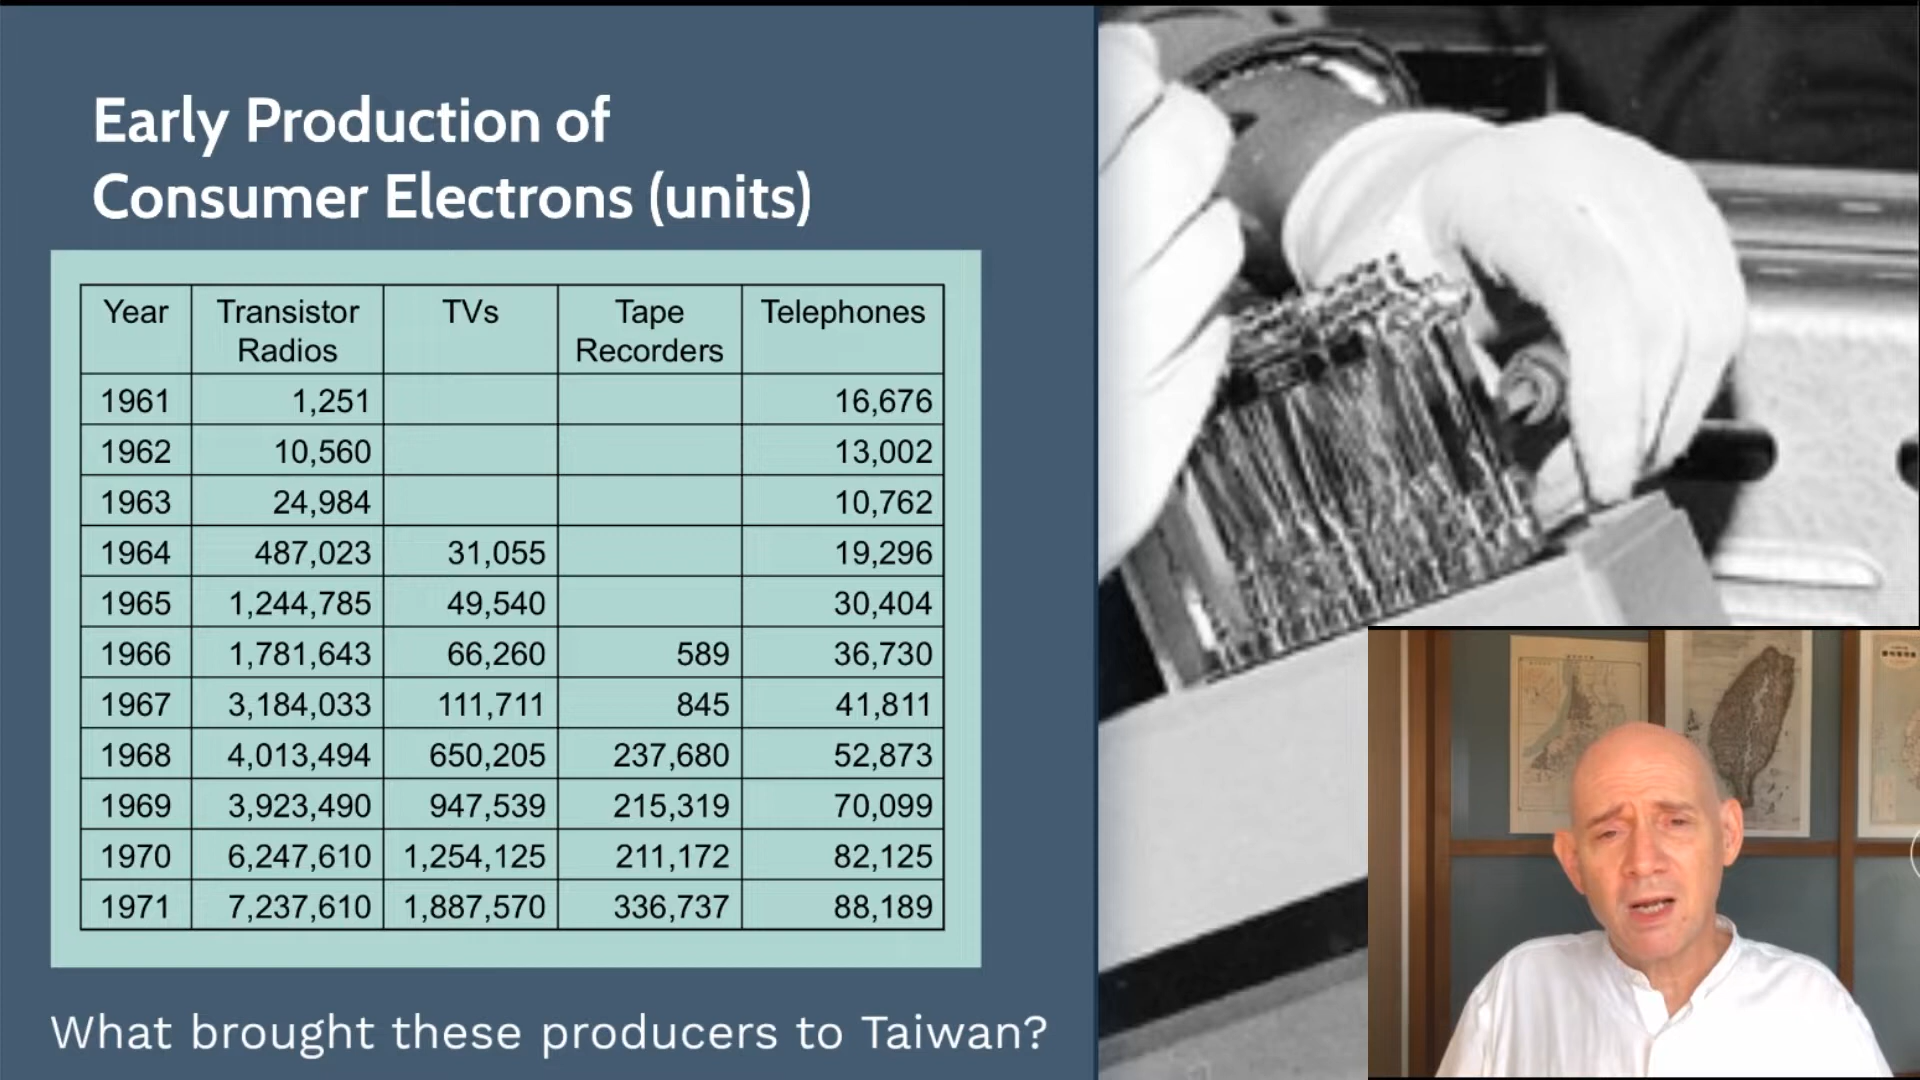 Early Production of
Consumer Electrons (units)
Year Transistor Radios TVs Tape Recorders Telephones
1961 1,251 16,676
1962 10,560 13,002
1963 24,984 10,762
1964 487,023 31,055 19,296
1965 1,244,785 49,540 30,404
1966 1,781,643 66,260 589 36,730
1967 3,184,033 111,711 845 41,811
1968 4,013,494 650,205 237,680 52,873
1969 3,923,490 947,539 215,319 70,099
1970 6,247,610 1,254,125 211,172 82,125
1971 7,237,610 1,887,570 336,737 88,189
What brought these producers to Taiwan?